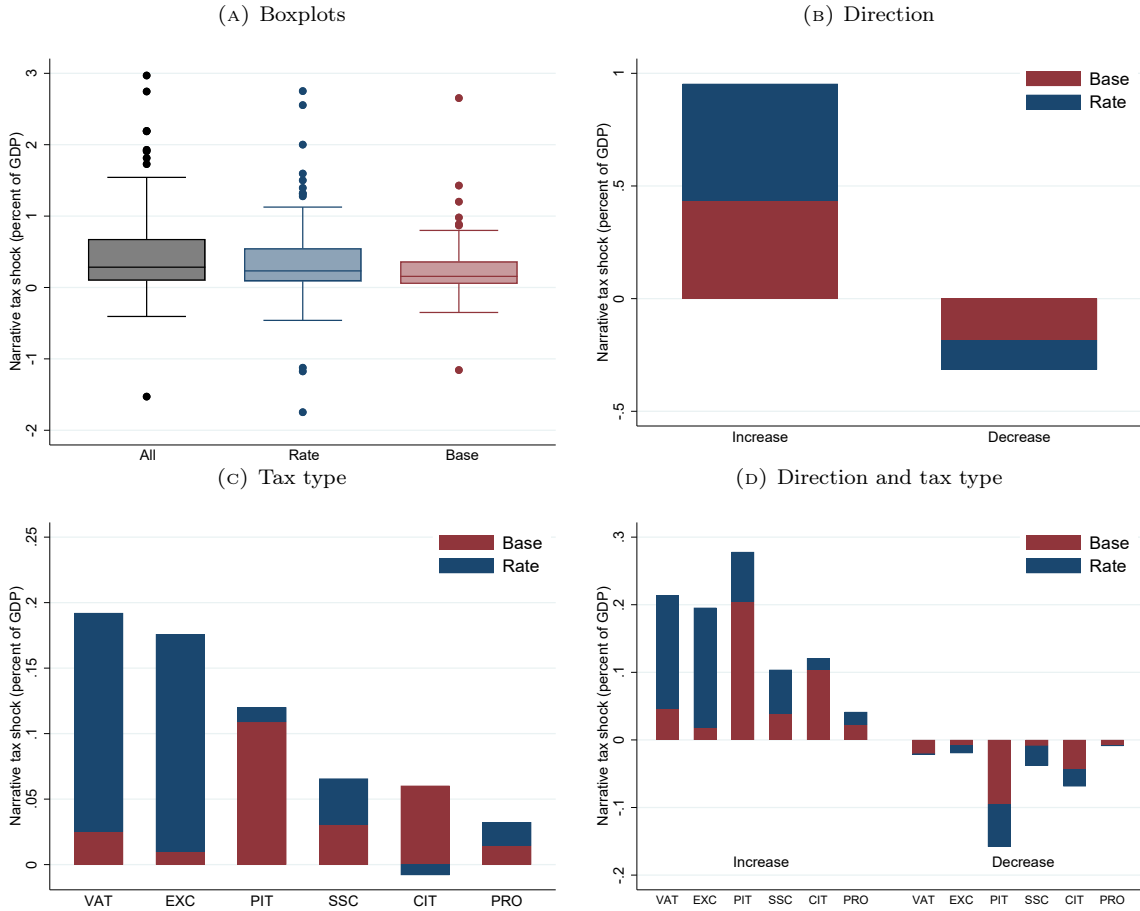 (A) Boxplots
Narrative tax shock (percent of GDP)
3
2
1
0
-1
-2
All Rate Base
(B) Direction
Narrative tax shock (percent of GDP)
1
.5
0
-.5
Base
Rate
Increase Decrease
(C) Tax type
Narrative tax shock (percent of GDP)
.25
.2
.15
.1
.05
0
Base
Rate
VAT EXC PIT SSC CIT PRO
(D) Direction and tax type
Narrative tax shock (percent of GDP)
.3
.2
.1
0
-.1
-.2
Base
Rate
Increase Decrease
VAT EXC PIT SSC CIT PRO VAT EXC PIT SSC CIT PRO